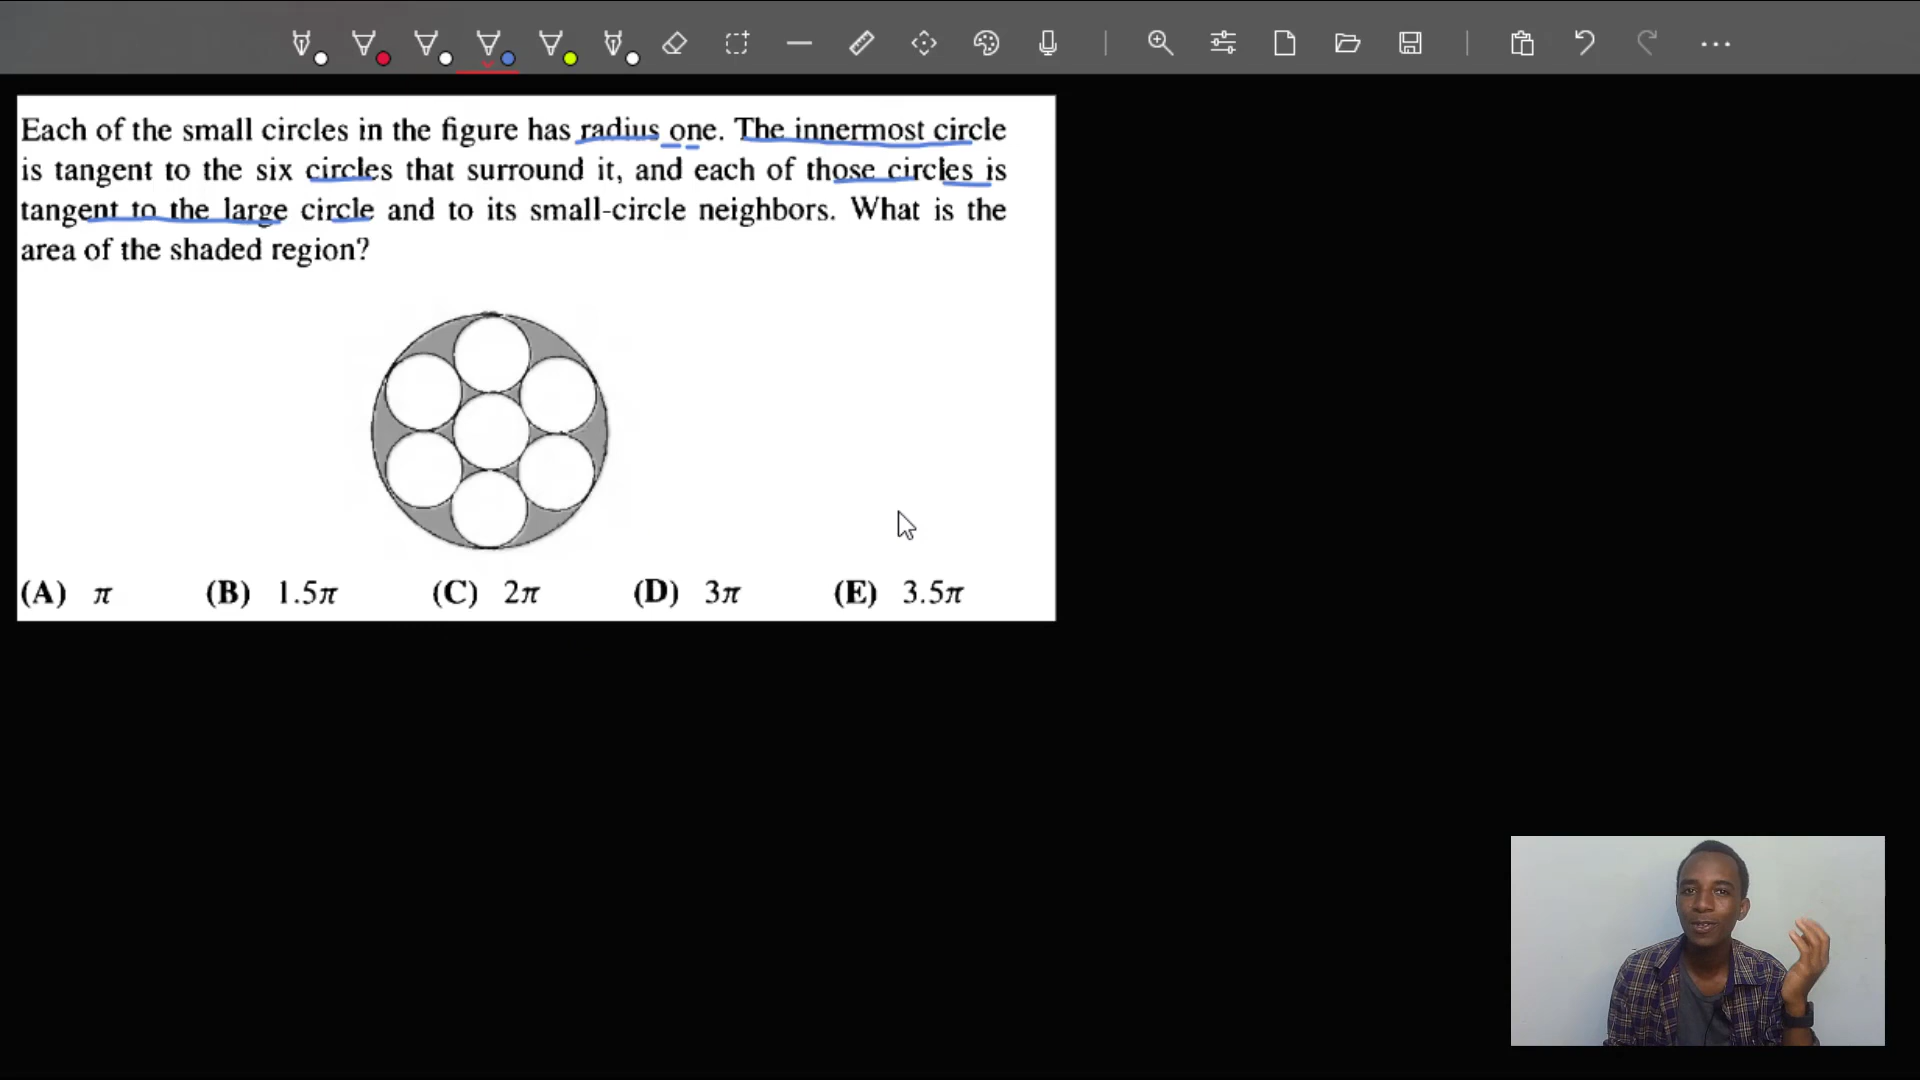 Each of the small circles in the figure has radius one. The innermost circle
is tangent to the six circles that surround it, and each of those circles is
tangent to the large circle and to its small-circle neighbors. What is the
area of the shaded region?
(A) π (B) 1.5π (C) 2π (D) 3π (E) 3.5π